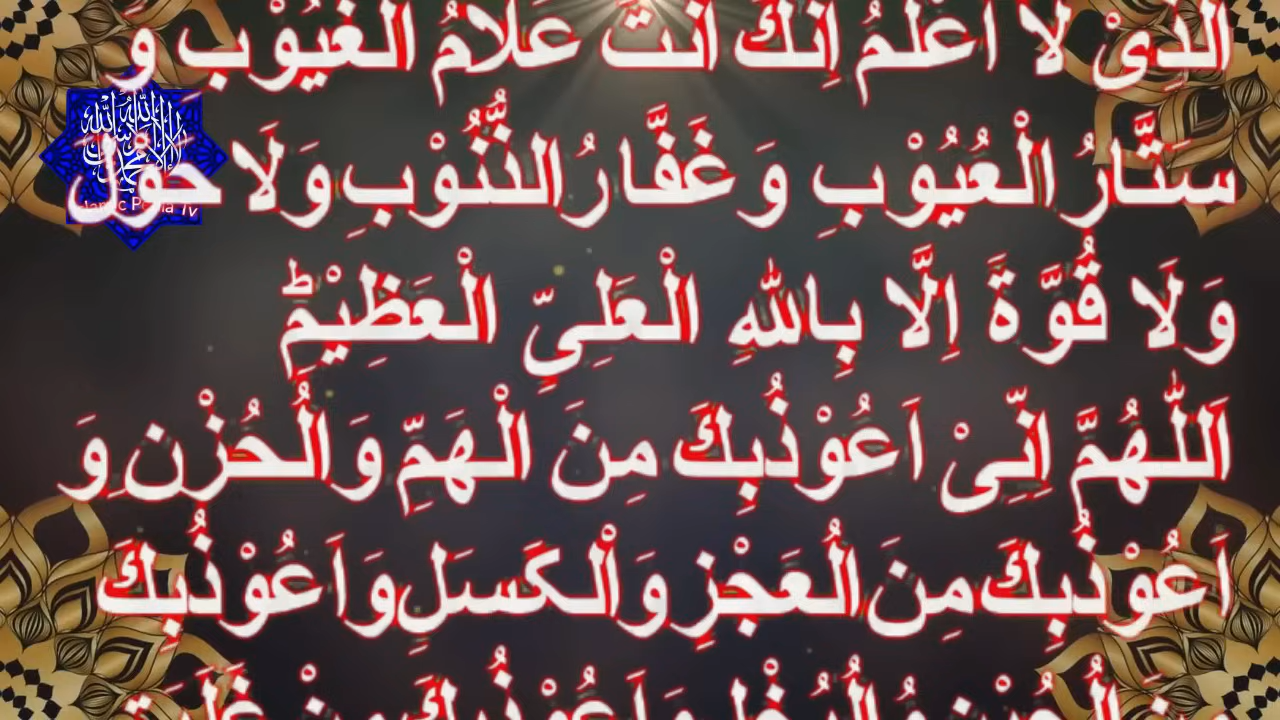 الَّذِیْ لَا اَعْلَمُ اِنَّكَ اَنْتَ عَلَّامُ الْغُیُوْبِ وَ
سَتَّارُ الْعُیُوْبِ وَ غَفَّارُ الذُّنُوْبِ وَلَا حَوْلَ
وَلَا قُوَّةَ اِلَّا بِاللّٰهِ الْعَلِیِّ الْعَظِیْمِؕ
اَللّٰهُمَّ اِنِّیْ اَعُوْذُبِكَ مِنَ الْهَمِّ وَالْحُزْنِ وَ
اَعُوْذُبِكَ مِنَ الْعَجْزِ وَالْكَسَلِ وَاَعُوْذُبِكَ
وَاَعُوْذُبِكَ مِنْ